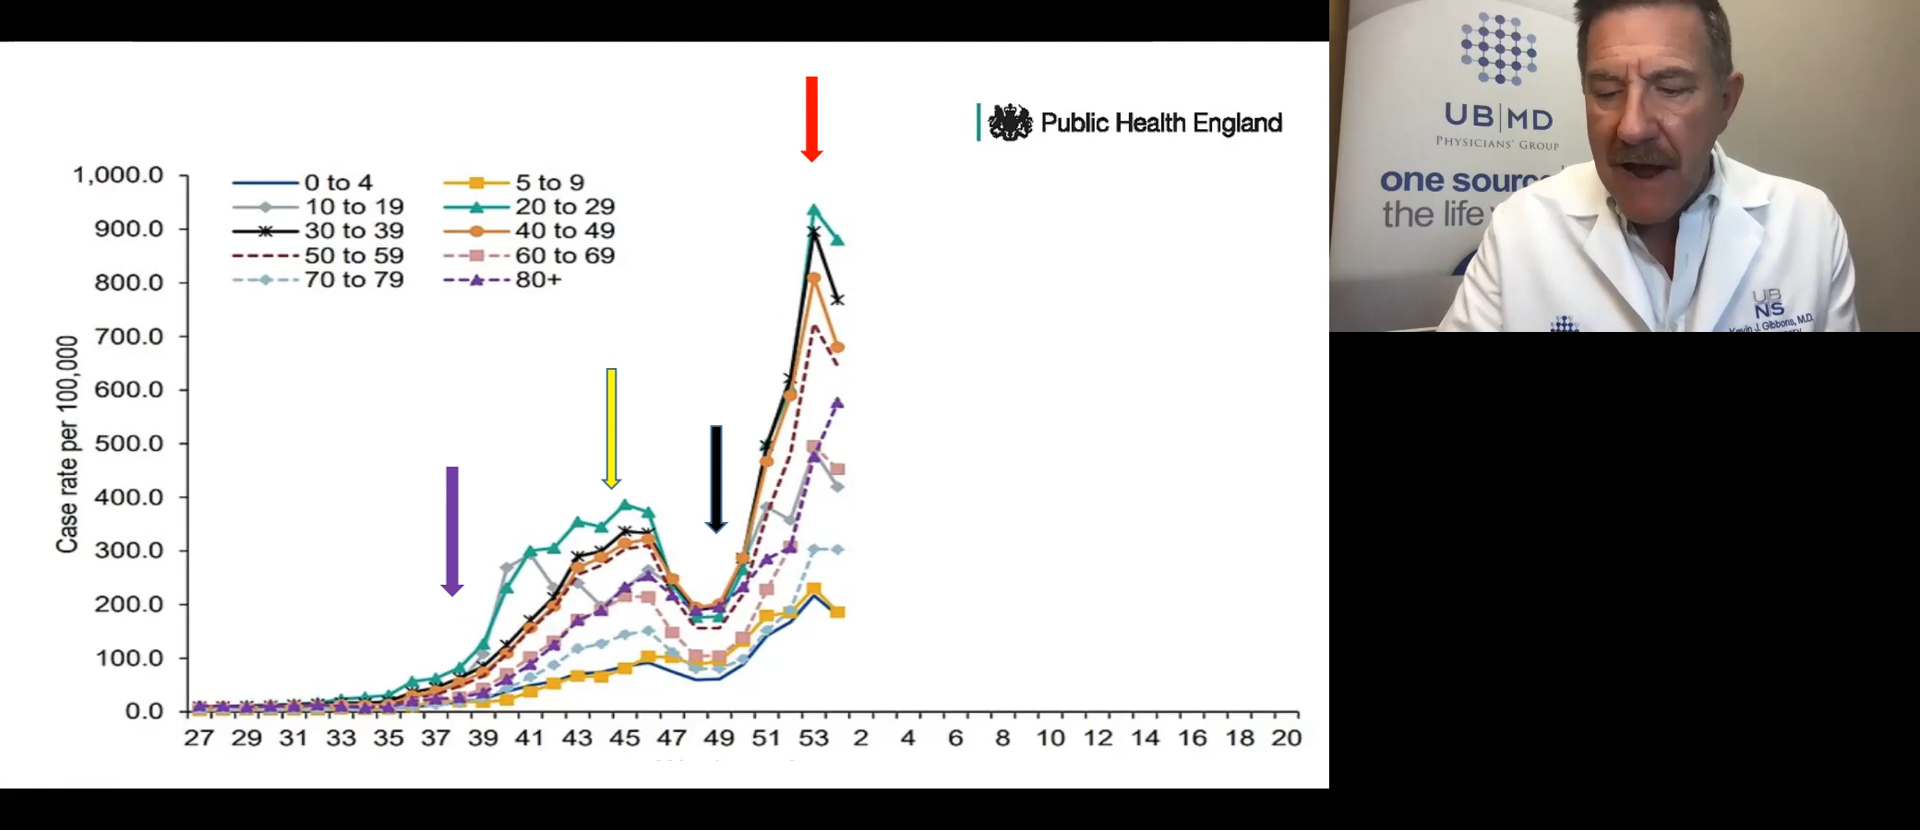 Public Health England
1,000.0
900.0
800.0
700.0
600.0
500.0
400.0
300.0
200.0
100.0
0.0
Case rate per 100,000
0 to 4
5 to 9
10 to 19
20 to 29
30 to 39
40 to 49
50 to 59
60 to 69
70 to 79
80+
27 29 31 33 35 37 39 41 43 45 47 49 51 53 2 4 6 8 10 12 14 16 18 20
UB|MD
PHYSICIANS' GROUP
one sourc
the life
UB
NS
Kevin J. Gibbons, M.D.